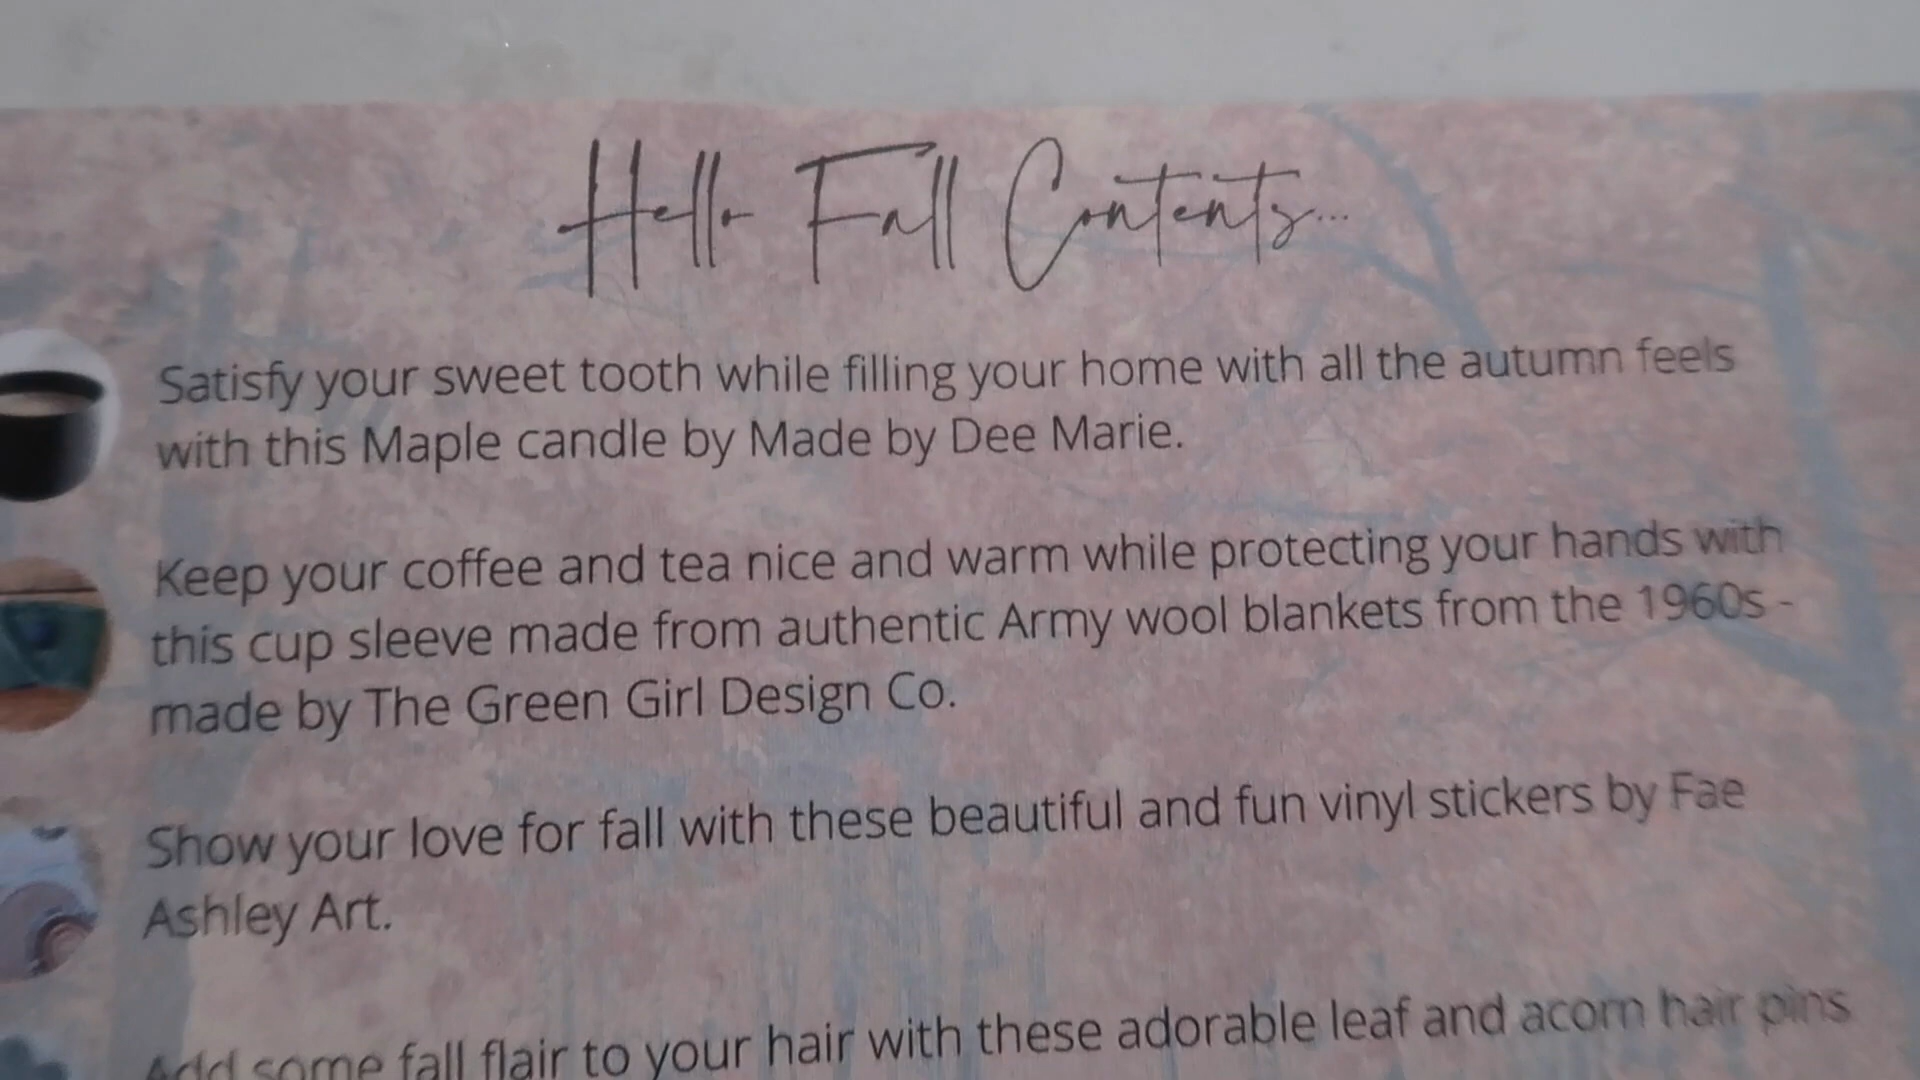 Hello Fall Contents...
Satisfy your sweet tooth while filling your home with all the autumn feels
with this Maple candle by Made by Dee Marie.
Keep your coffee and tea nice and warm while protecting your hands with
this cup sleeve made from authentic Army wool blankets from the 1960s -
made by The Green Girl Design Co.
Show your love for fall with these beautiful and fun vinyl stickers by Fae
Ashley Art.
Add some fall flair to your hair with these adorable leaf and acorn hair pins